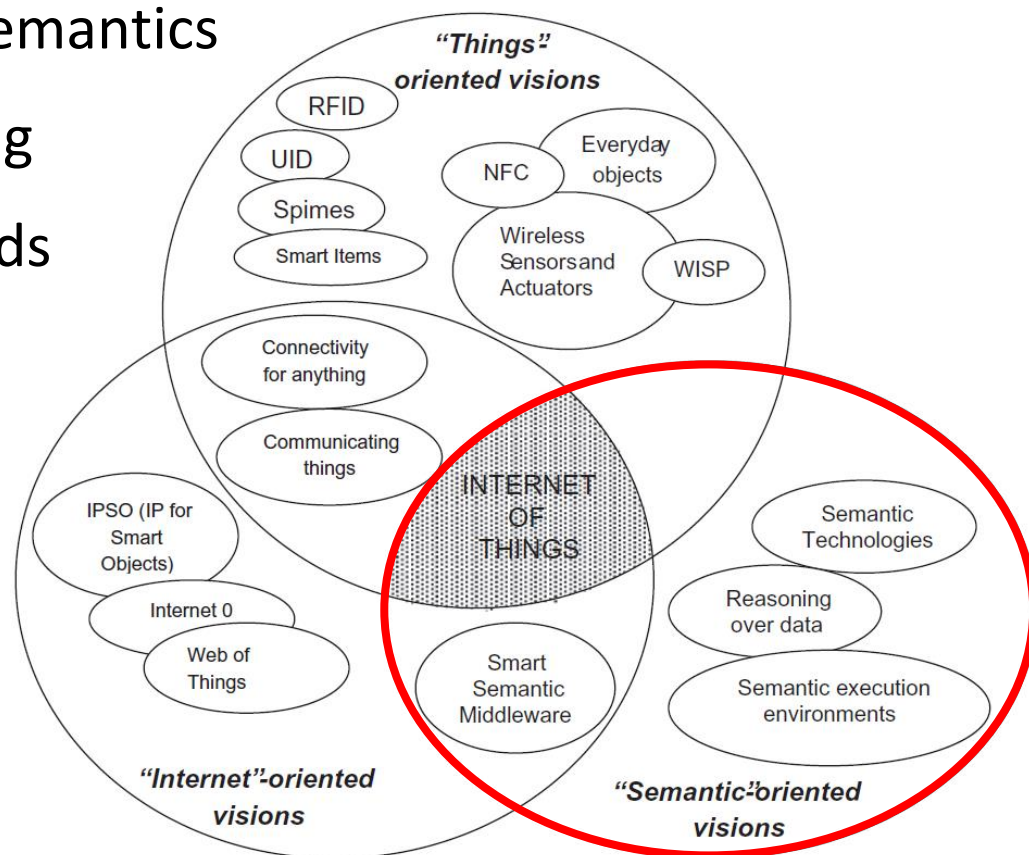 emantics
g
ds
“Things”-
oriented visions
RFID
UID
Spimes
Smart Items
NFC
Everyday
objects
Wireless
Sensors and
Actuators
WISP
Connectivity
for anything
Communicating
things
INTERNET
OF
THINGS
IPSO (IP for
Smart
Objects)
Internet 0
Web of
Things
Semantic
Technologies
Reasoning
over data
Semantic execution
environments
Smart
Semantic
Middleware
“Internet”-oriented
visions
“Semantic”-oriented
visions